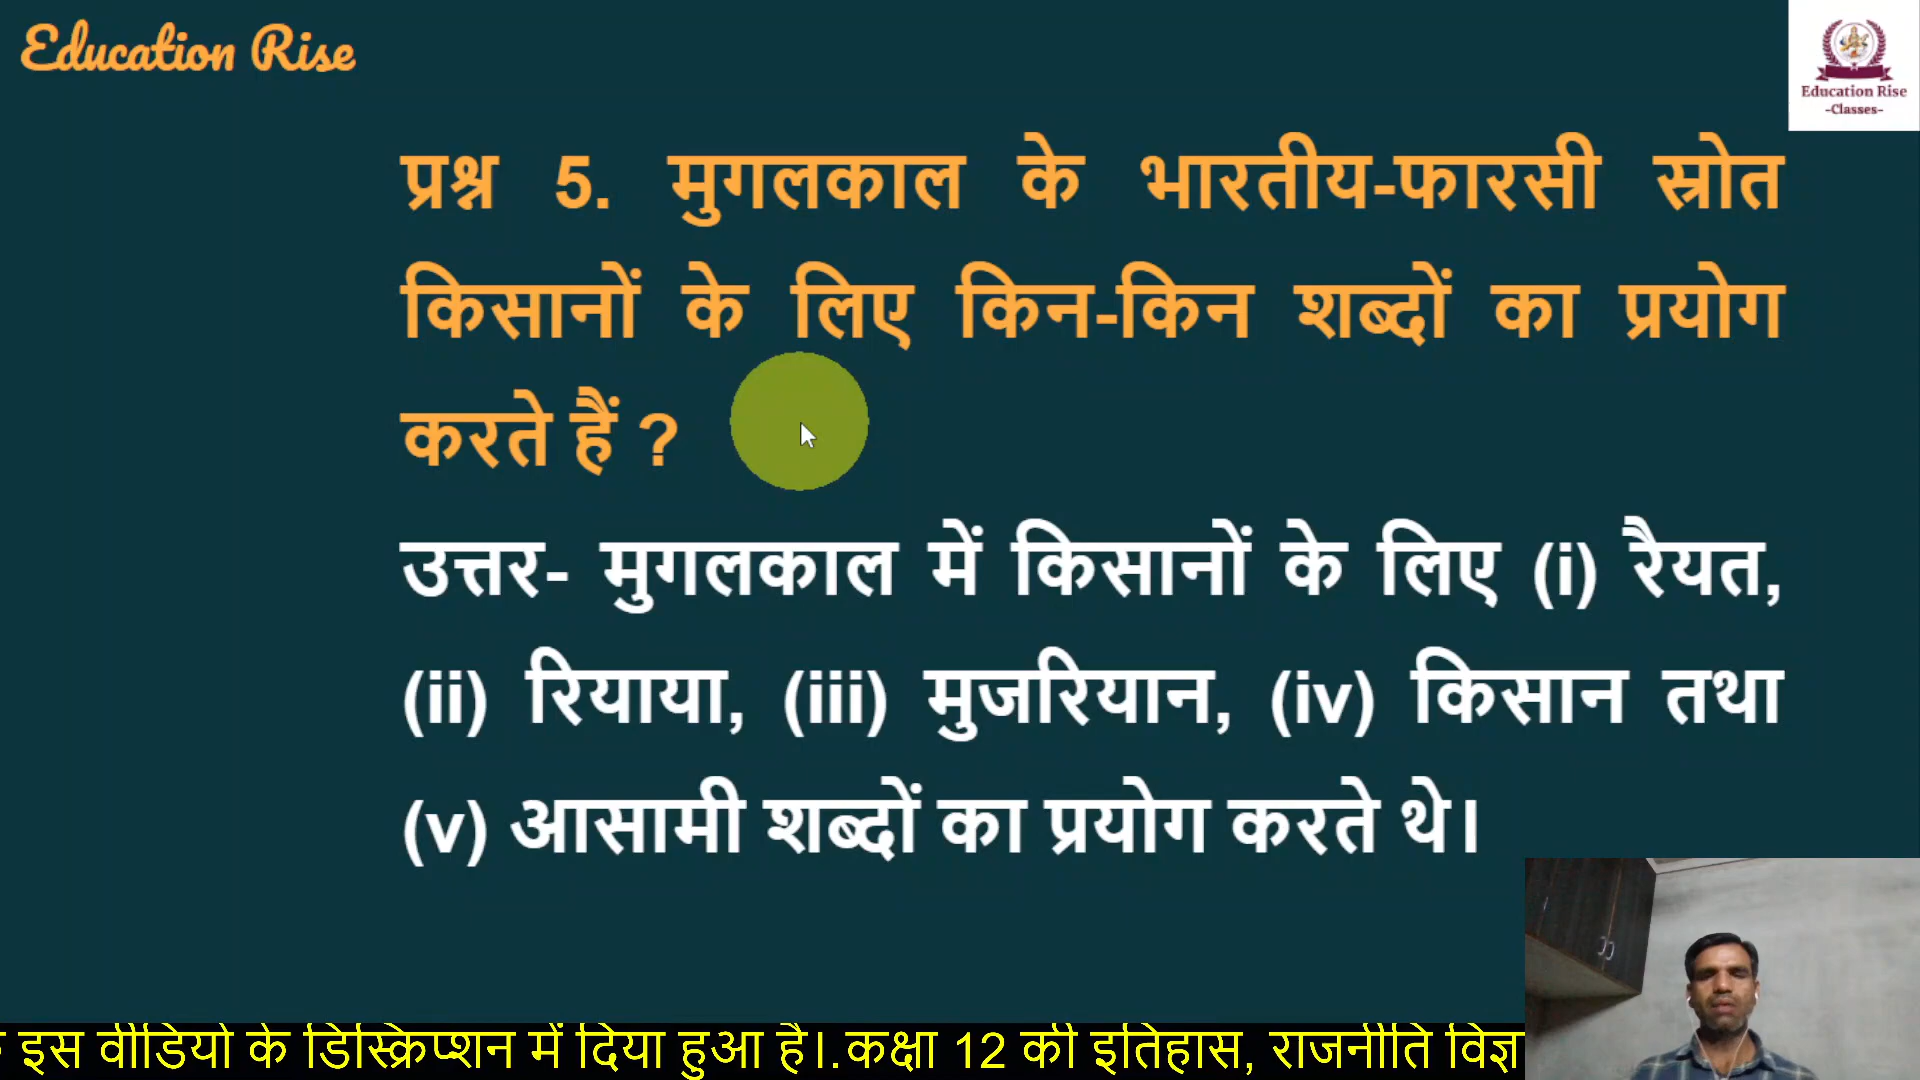 Education Rise
Education Rise
-Classes-
प्रश्न 5. मुगलकाल के भारतीय-फारसी स्रोत
किसानों के लिए किन-किन शब्दों का प्रयोग
करते हैं ?
उत्तर- मुगलकाल में किसानों के लिए (i) रैयत,
(ii) रियाया, (iii) मुजरियान, (iv) किसान तथा
(v) आसामी शब्दों का प्रयोग करते थे।
इस वीडियो के डिस्क्रिप्शन में दिया हुआ है।.कक्षा 12 की इतिहास, राजनीति